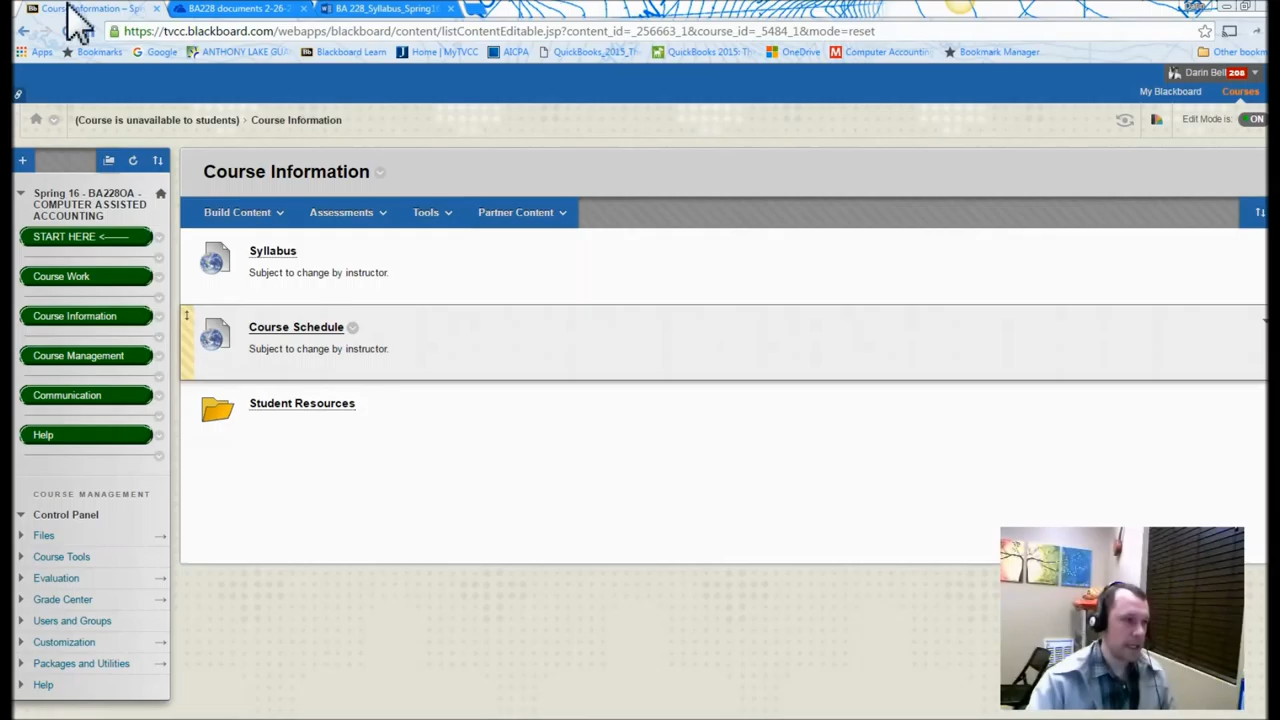 Course Information – Spr
BA228 documents 2-26-
BA 228_Syllabus_Spring1
https://tvcc.blackboard.com/webapps/blackboard/content/listContentEditable.jsp?content_id=_256663_1&course_id=_5484_1&mode=reset
Apps
Bookmarks
Google
ANTHONY LAKE GUA
Blackboard Learn
Home | MyTVCC
AICPA
QuickBooks_2015_Th
QuickBooks 2015: The
OneDrive
Computer Accountin
Bookmark Manager
Other bookm
Darin Bell 208
My Blackboard
Courses
(Course is unavailable to students) > Course Information
Edit Mode is: ON
Spring 16 - BA228OA -
COMPUTER ASSISTED
ACCOUNTING
START HERE <-------
Course Work
Course Information
Course Management
Communication
Help
COURSE MANAGEMENT
Control Panel
Files
Course Tools
Evaluation
Grade Center
Users and Groups
Customization
Packages and Utilities
Help
Course Information
Build Content
Assessments
Tools
Partner Content
Syllabus
Subject to change by instructor.
Course Schedule
Subject to change by instructor.
Student Resources